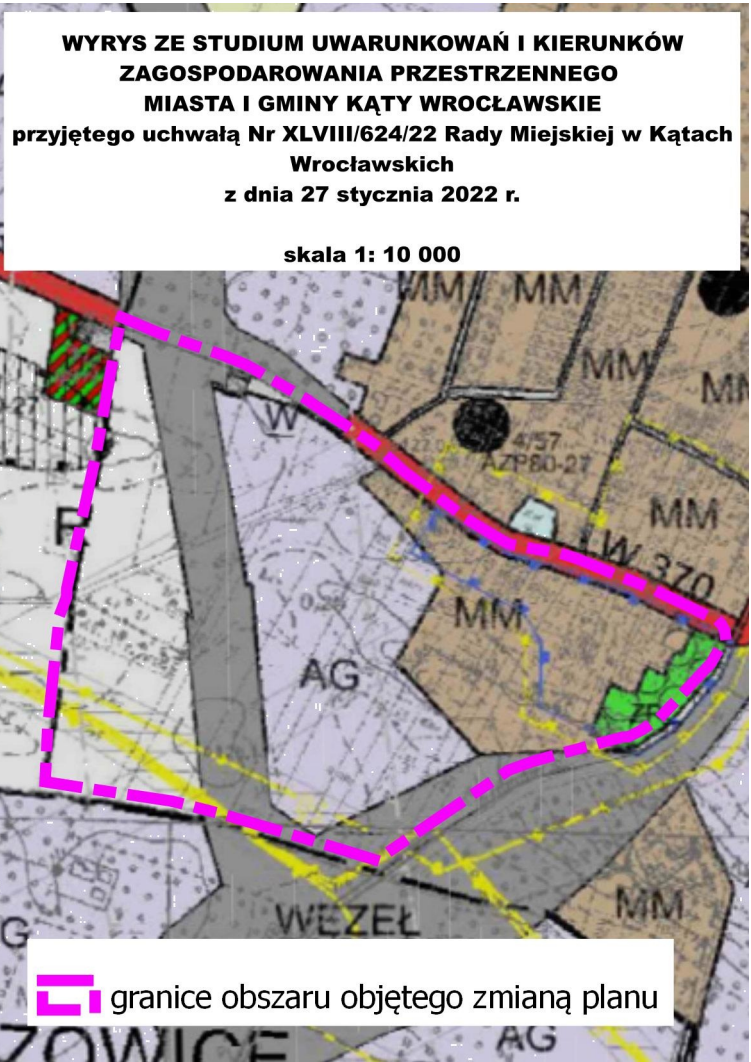 WYRYS ZE STUDIUM UWARUNKOWAŃ I KIERUNKÓW
ZAGOSPODAROWANIA PRZESTRZENNEGO
MIASTA I GMINY KĄTY WROCŁAWSKIE
przyjętego uchwałą Nr XLVIII/624/22 Rady Miejskiej w Kątach
Wrocławskich
z dnia 27 stycznia 2022 r.
skala 1: 10 000
MM
MM
MM
W
4/57
AZP80-27
MM
R
LW 370
MM
AG
WĘZEŁ
MM
G
granice obszaru objętego zmianą planu
ZOWICE
AG